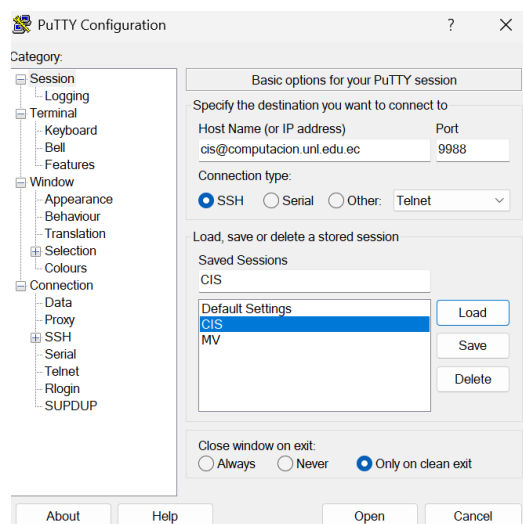 PuTTY Configuration ? X
Category:
Session
Logging
Terminal
Keyboard
Bell
Features
Window
Appearance
Behaviour
Translation
Selection
Colours
Connection
Data
Proxy
SSH
Serial
Telnet
Rlogin
SUPDUP
Basic options for your PuTTY session
Specify the destination you want to connect to
Host Name (or IP address) Port
cis@computacion.unl.edu.ec 9988
Connection type:
SSH Serial Other: Telnet
Load, save or delete a stored session
Saved Sessions
CIS
Default Settings
CIS
MV
Load
Save
Delete
Close window on exit:
Always Never Only on clean exit
About Help Open Cancel